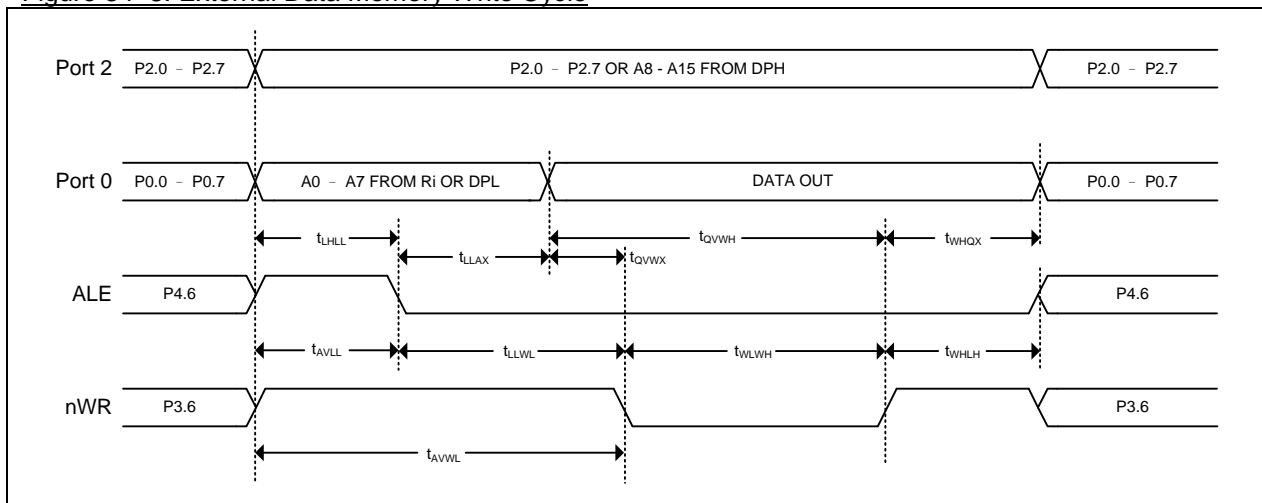 Port 2 P2.0 – P2.7 P2.0 – P2.7 OR A8 - A15 FROM DPH P2.0 – P2.7
Port 0 P0.0 – P0.7 A0 – A7 FROM Ri OR DPL DATA OUT P0.0 – P0.7
tLHLL tQVWH tWHQX
tLLAX tQVWX
ALE P4.6 P4.6
tAVLL tLLWL tWLWH tWHLH
nWR P3.6 P3.6
tAVWL